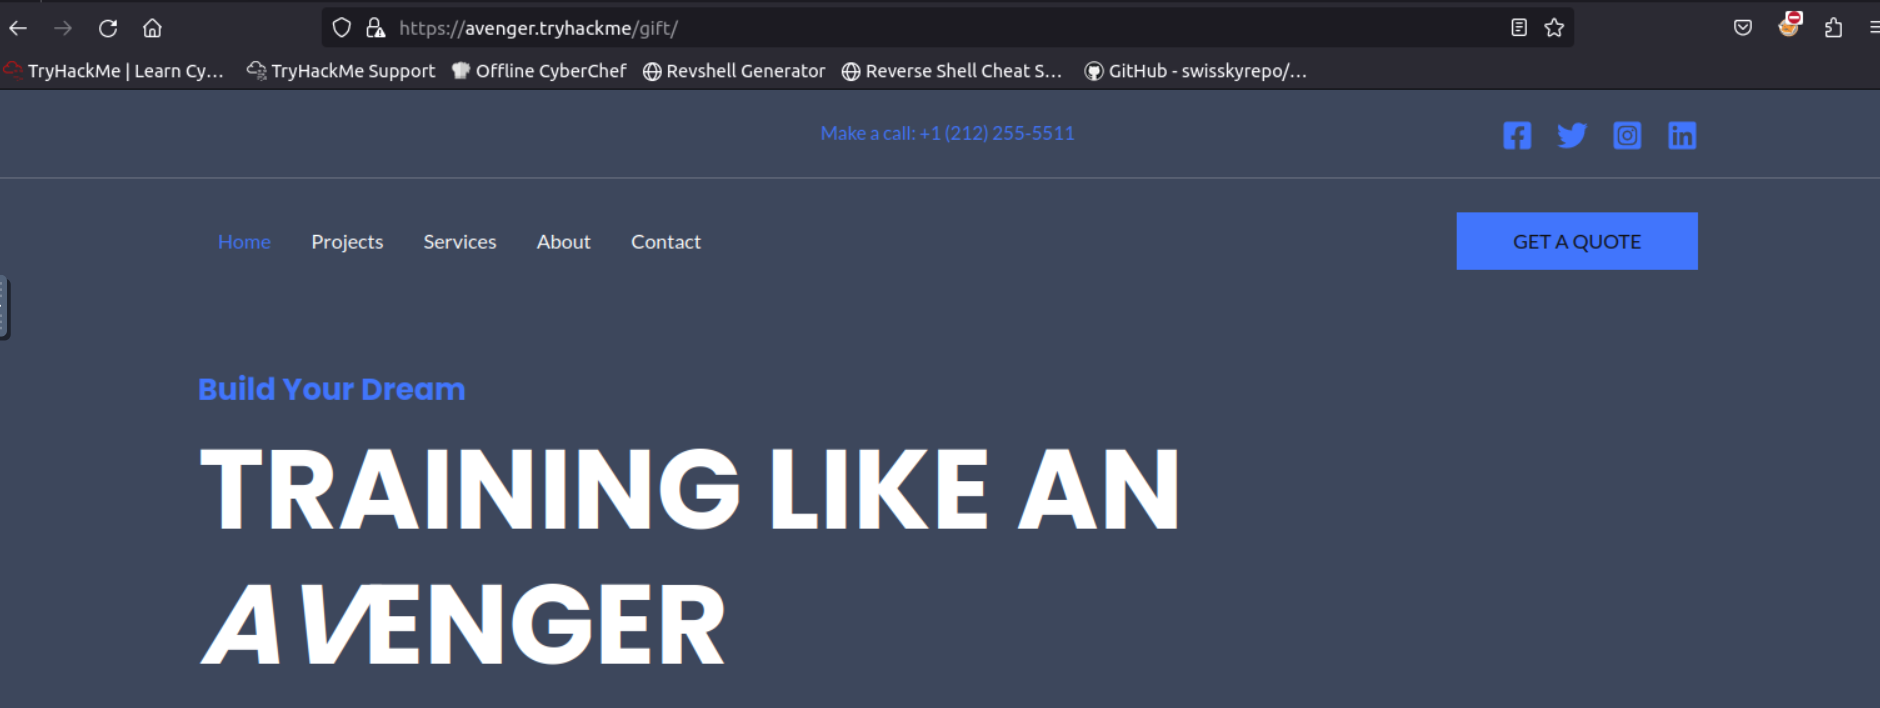 https://avenger.tryhackme/gift/
TryHackMe | Learn Cy... TryHackMe Support Offline CyberChef Revshell Generator Reverse Shell Cheat S... GitHub - swisskyrepo/...
Make a call: +1 (212) 255-5511
Home Projects Services About Contact GET A QUOTE
Build Your Dream
TRAINING LIKE AN
AVENGER